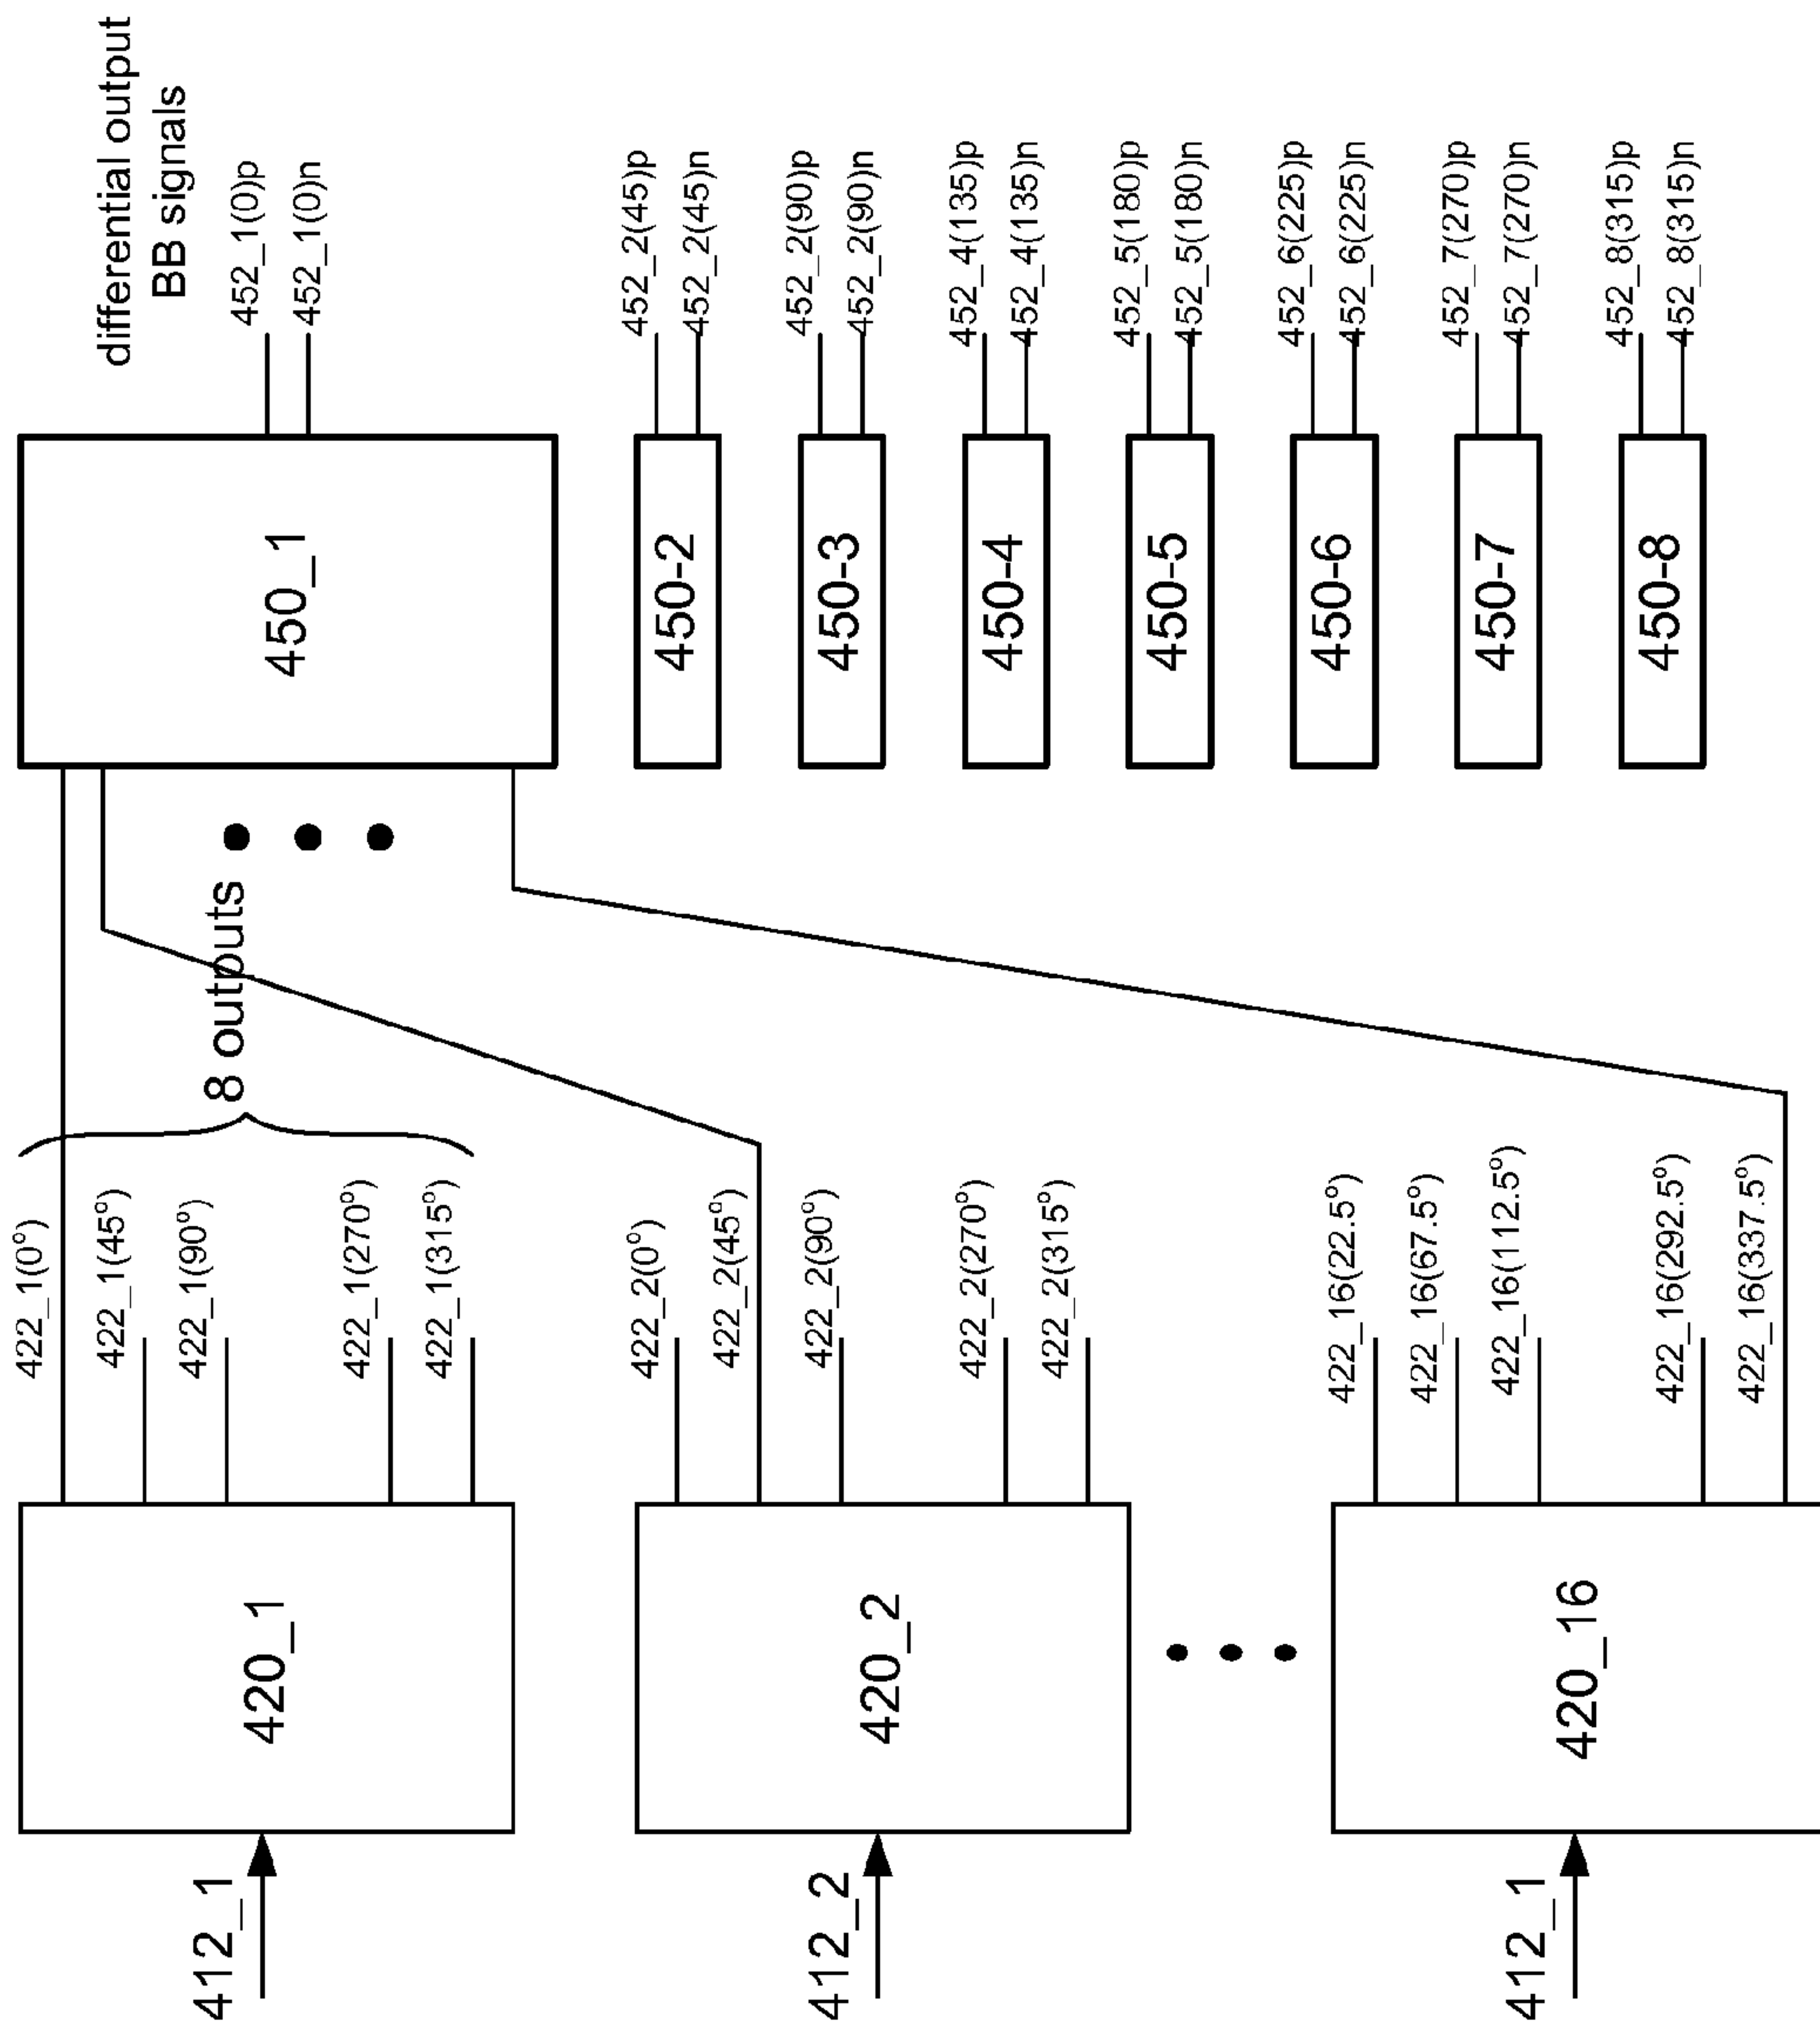 412_1
420_1
422_1(0°)
422_1(45°)
422_1(90°)
422_1(270°)
422_1(315°)
8 outputs
450_1
differential output
BB signals
452_1(0)p
452_1(0)n
412_2
420_2
422_2(0°)
422_2(45°)
422_2(90°)
422_2(270°)
422_2(315°)
450-2
452_2(45)p
452_2(45)n
450-3
452_2(90)p
452_2(90)n
450-4
452_4(135)p
452_4(135)n
450-5
452_5(180)p
452_5(180)n
450-6
452_6(225)p
452_6(225)n
450-7
452_7(270)p
452_7(270)n
450-8
452_8(315)p
452_8(315)n
412_1
420_16
422_16(22.5°)
422_16(67.5°)
422_16(112.5°)
422_16(292.5°)
422_16(337.5°)